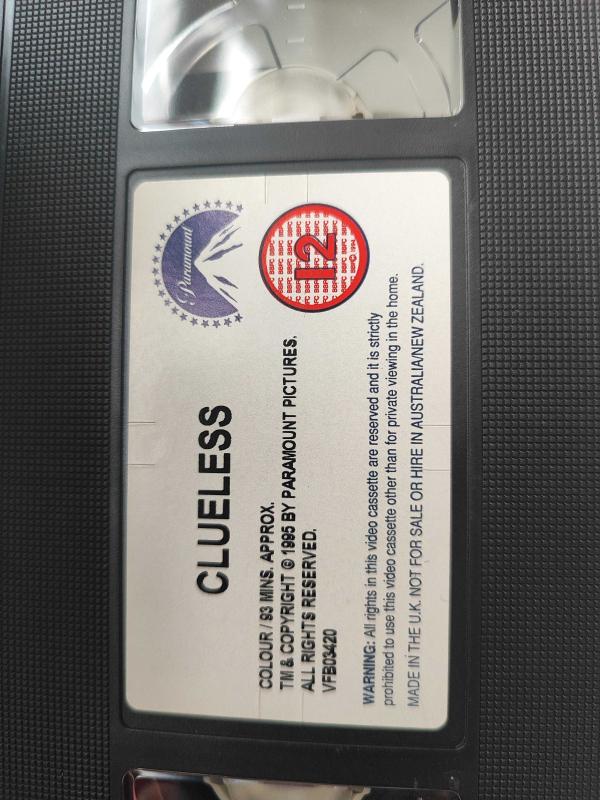 Paramount
12
BBFC © 1994
CLUELESS
COLOUR / 93 MINS. APPROX.
TM & COPYRIGHT © 1995 BY PARAMOUNT PICTURES.
ALL RIGHTS RESERVED.
VFB03420
WARNING: All rights in this video cassette are reserved and it is strictly
prohibited to use this video cassette other than for private viewing in the home.
MADE IN THE U.K. NOT FOR SALE OR HIRE IN AUSTRALIA/NEW ZEALAND.